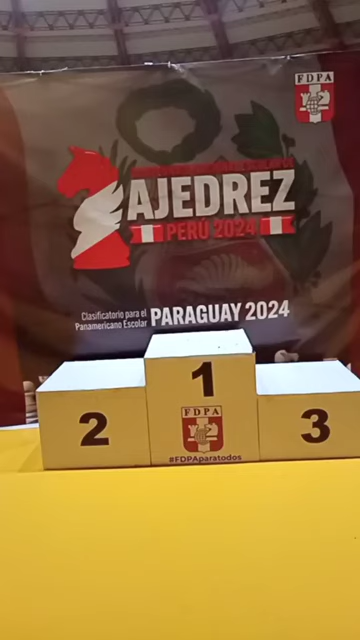 FDPA
AJEDREZ
PERÚ 2024
Clasificatorio para el
Panamericano Escolar
PARAGUAY 2024
1
2
3
FDPA
#FDPAparatodos